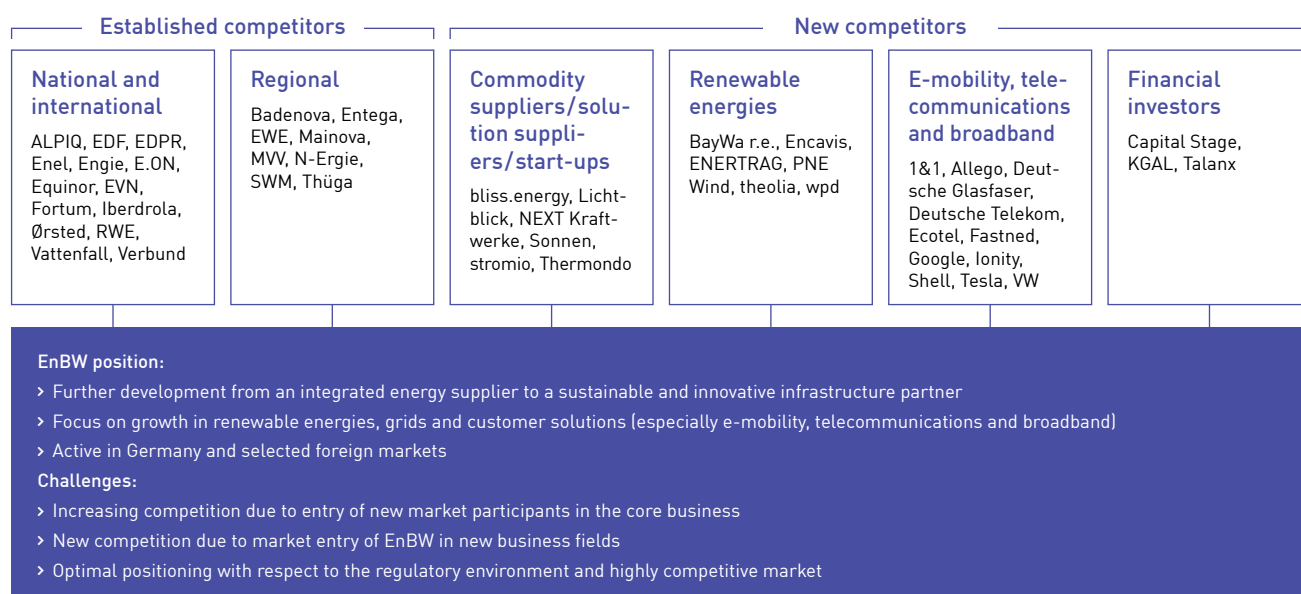 Established competitors
New competitors
National and
international
ALPIQ, EDF, EDPR,
Enel, Engie, E.ON,
Equinor, EVN,
Fortum, Iberdrola,
Ørsted, RWE,
Vattenfall, Verbund
Regional
Badenova, Entega,
EWE, Mainova,
MVV, N-Ergie,
SWM, Thüga
Commodity
suppliers/solu-
tion suppli-
ers/start-ups
bliss.energy, Licht-
blick, NEXT Kraft-
werke, Sonnen,
stromio, Thermondo
Renewable
energies
BayWa r.e., Encavis,
ENERTRAG, PNE
Wind, theolia, wpd
E-mobility, tele-
communications
and broadband
1&1, Allego, Deut-
sche Glasfaser,
Deutsche Telekom,
Ecotel, Fastned,
Google, Ionity,
Shell, Tesla, VW
Financial
investors
Capital Stage,
KGAL, Talanx
EnBW position:
› Further development from an integrated energy supplier to a sustainable and innovative infrastructure partner
› Focus on growth in renewable energies, grids and customer solutions (especially e-mobility, telecommunications and broadband)
› Active in Germany and selected foreign markets
Challenges:
› Increasing competition due to entry of new market participants in the core business
› New competition due to market entry of EnBW in new business fields
› Optimal positioning with respect to the regulatory environment and highly competitive market